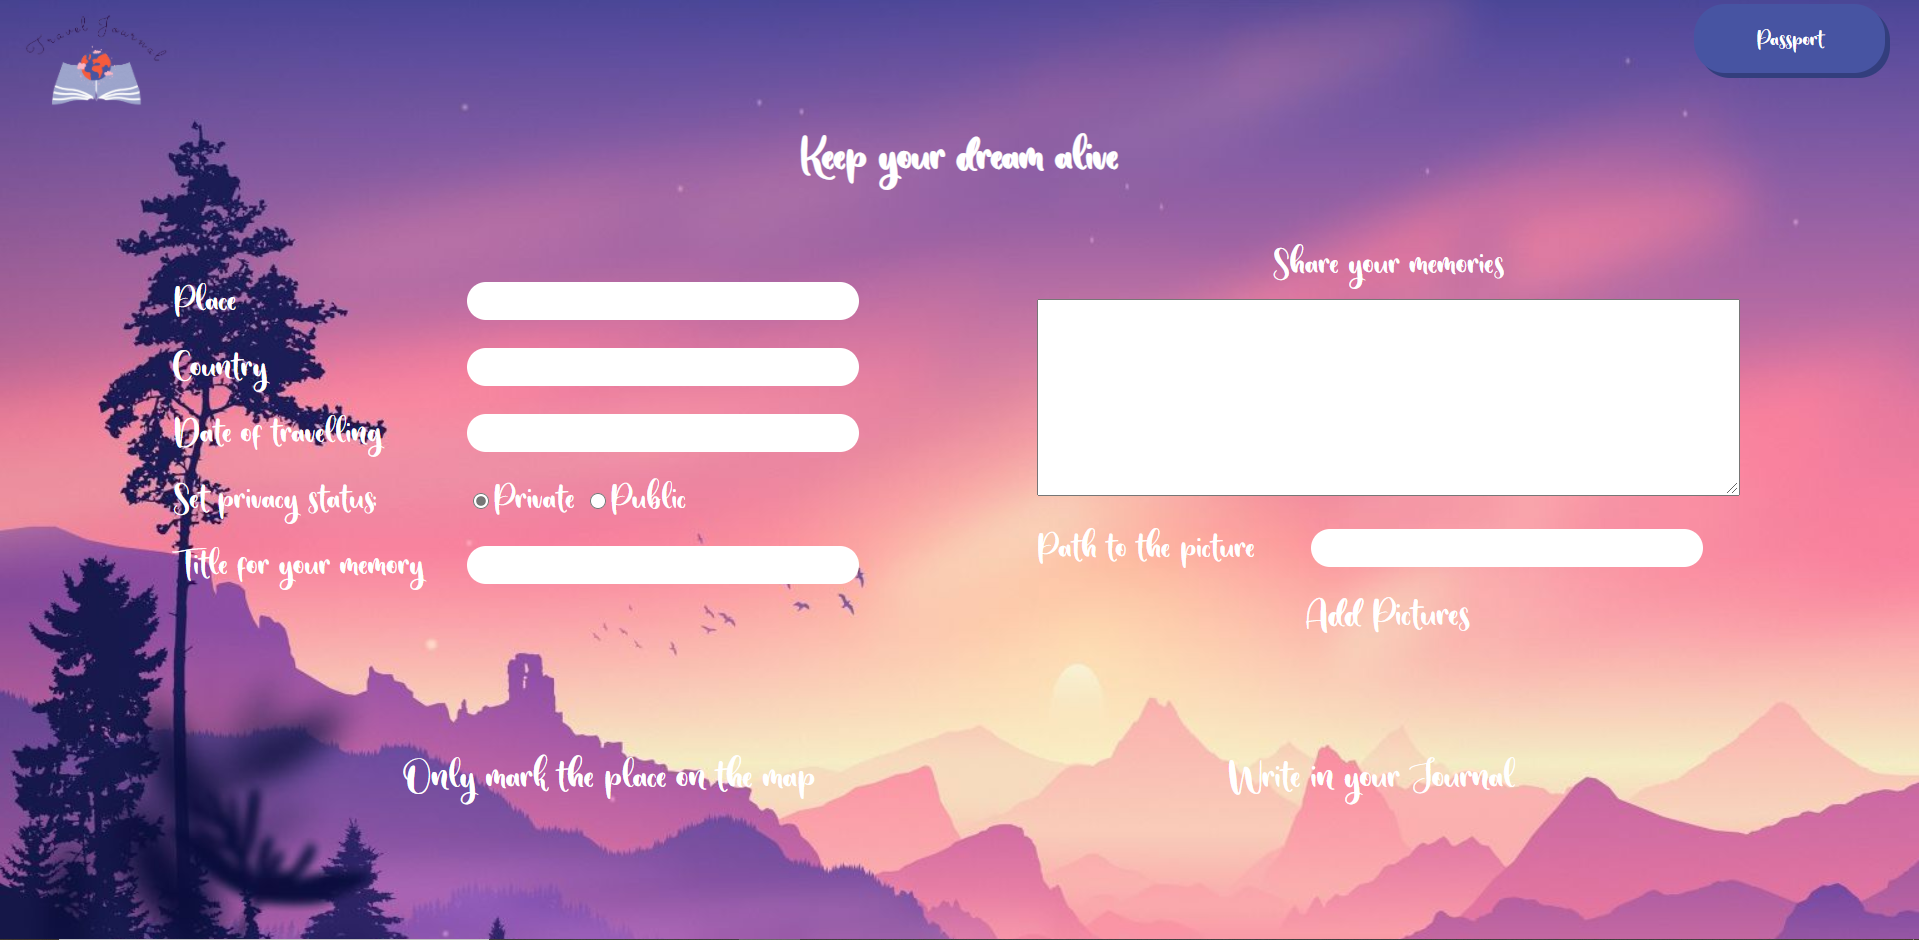 Travel Journal
Passport
Keep your dream alive
Place
Country
Date of travelling
Set privacy status:
Private Public
Title for your memory
Share your memories
Path to the picture
Add Pictures
Only mark the place on the map
Write in your Journal